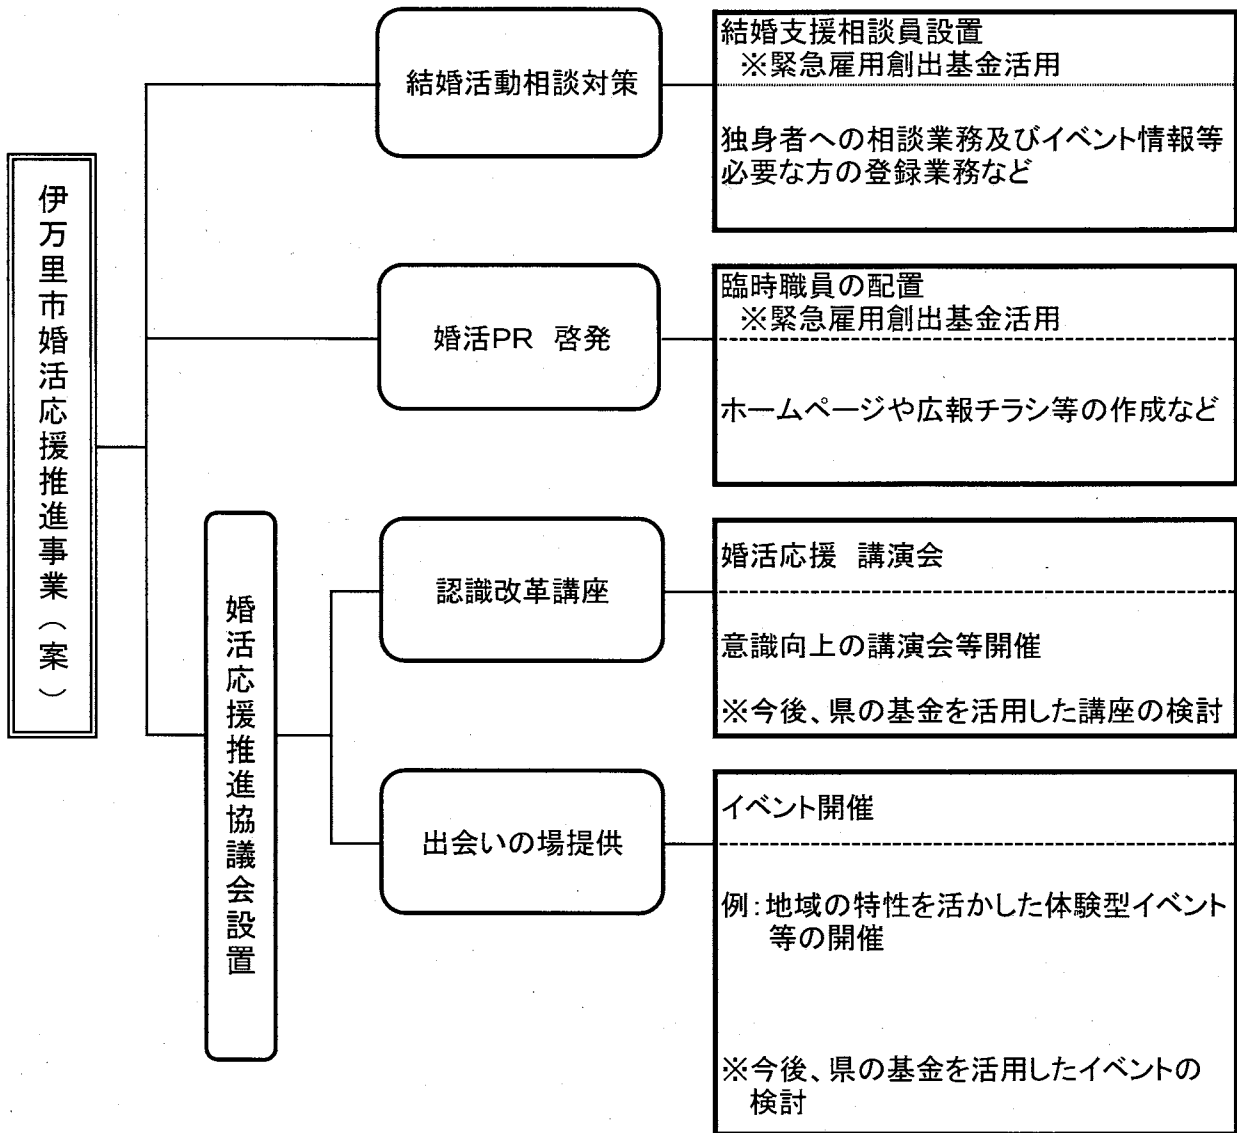 伊万里市婚活応援推進事業（案）
結婚活動相談対策
結婚支援相談員設置
※緊急雇用創出基金活用
独身者への相談業務及びイベント情報等
必要な方の登録業務など
婚活PR 啓発
臨時職員の配置
※緊急雇用創出基金活用
ホームページや広報チラシ等の作成など
婚活応援推進協議会設置
認識改革講座
婚活応援 講演会
意識向上の講演会等開催
※今後、県の基金を活用した講座の検討
出会いの場提供
イベント開催
例：地域の特性を活かした体験型イベント
等の開催
※今後、県の基金を活用したイベントの
検討